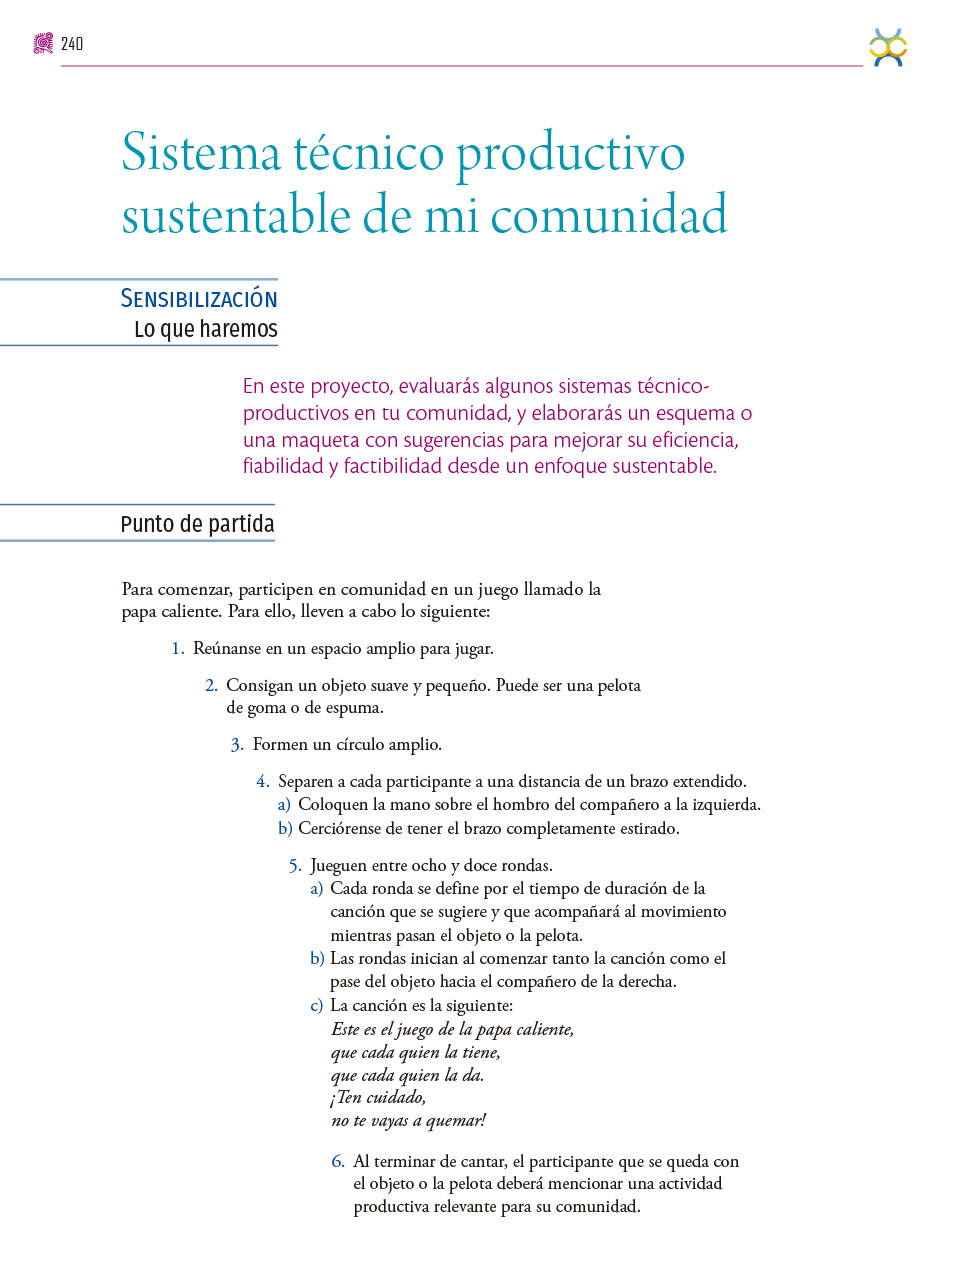 240
Sistema técnico productivo
sustentable de mi comunidad
Sensibilización
Lo que haremos
En este proyecto, evaluarás algunos sistemas técnico-
productivos en tu comunidad, y elaborarás un esquema o
una maqueta con sugerencias para mejorar su eficiencia,
fiabilidad y factibilidad desde un enfoque sustentable.
Punto de partida
Para comenzar, participen en comunidad en un juego llamado la
papa caliente. Para ello, lleven a cabo lo siguiente:
1. Reúnanse en un espacio amplio para jugar.
2. Consigan un objeto suave y pequeño. Puede ser una pelota
de goma o de espuma.
3. Formen un círculo amplio.
4. Separen a cada participante a una distancia de un brazo extendido.
a) Coloquen la mano sobre el hombro del compañero a la izquierda.
b) Cerciórense de tener el brazo completamente estirado.
5. Jueguen entre ocho y doce rondas.
a) Cada ronda se define por el tiempo de duración de la
canción que se sugiere y que acompañará al movimiento
mientras pasan el objeto o la pelota.
b) Las rondas inician al comenzar tanto la canción como el
pase del objeto hacia el compañero de la derecha.
c) La canción es la siguiente:
Este es el juego de la papa caliente,
que cada quien la tiene,
que cada quien la da.
¡Ten cuidado,
no te vayas a quemar!
6. Al terminar de cantar, el participante que se queda con
el objeto o la pelota deberá mencionar una actividad
productiva relevante para su comunidad.